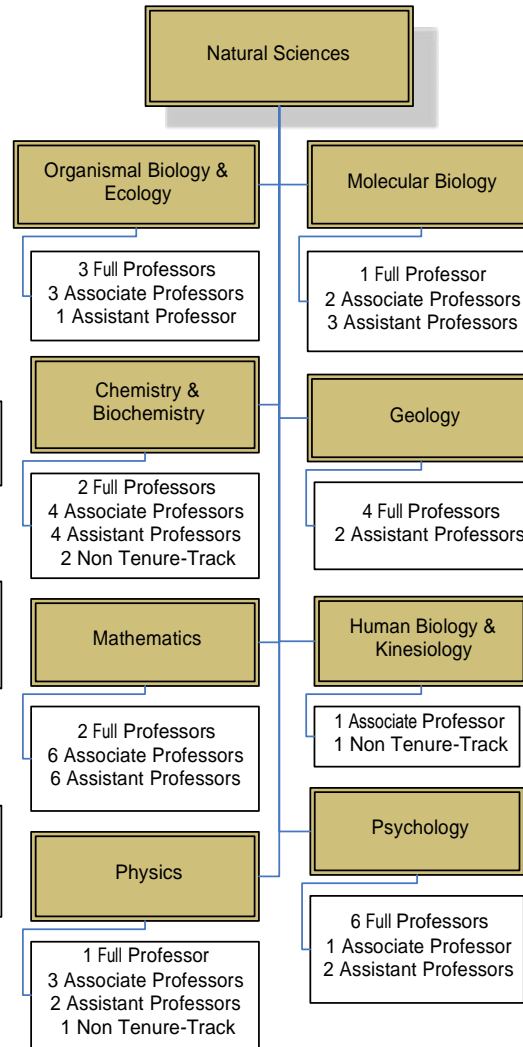 Natural Sciences
Organismal Biology &
Ecology
3 Full Professors
3 Associate Professors
1 Assistant Professor
Molecular Biology
1 Full Professor
2 Associate Professors
3 Assistant Professors
Chemistry &
Biochemistry
2 Full Professors
4 Associate Professors
4 Assistant Professors
2 Non Tenure-Track
Geology
4 Full Professors
2 Assistant Professors
Mathematics
2 Full Professors
6 Associate Professors
6 Assistant Professors
Human Biology &
Kinesiology
1 Associate Professor
1 Non Tenure-Track
Physics
1 Full Professor
3 Associate Professors
2 Assistant Professors
1 Non Tenure-Track
Psychology
6 Full Professors
1 Associate Professor
2 Assistant Professors